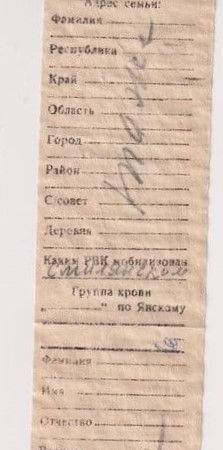 Адрес семьи:
Фамилия
Республика
Край
Область
Город
Район
С/совет
Деревня
Каким РВК мобилизован
Смилянском
Группа крови
„ “ по Янскому
Фамилия
Имя
Отчество